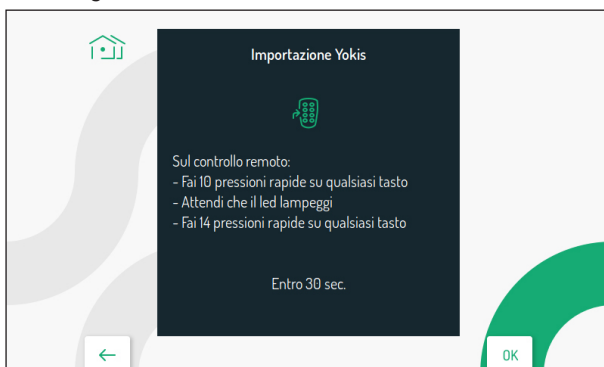 Importazione Yokis
Sul controllo remoto:
- Fai 10 pressioni rapide su qualsiasi tasto
- Attendi che il led lampeggi
- Fai 14 pressioni rapide su qualsiasi tasto
Entro 30 sec.
OK